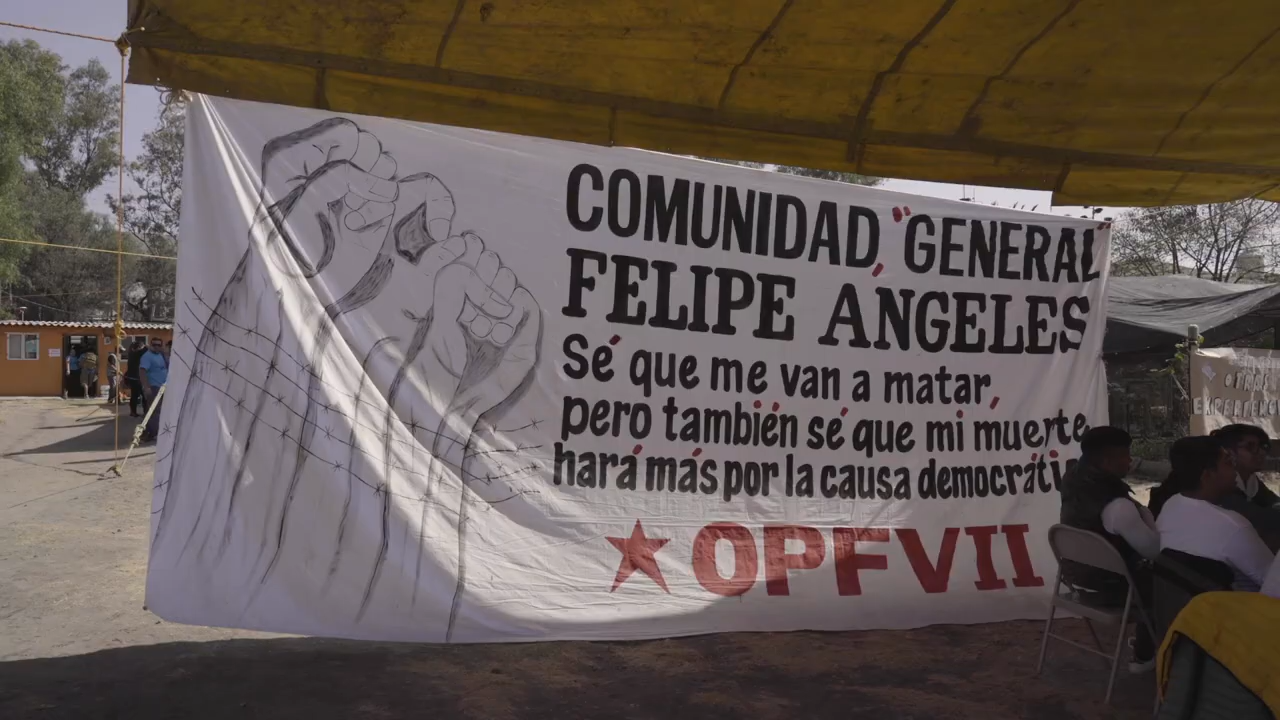 COMUNIDAD, "GENERAL
FELIPE ANGELES
Sé que me van a matar,
pero también sé que mi muerte
hará más por la causa
OPFVII
OTRAS